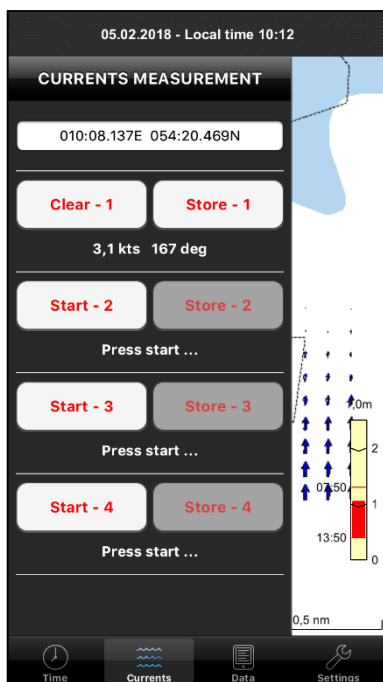 05.02.2018 - Local time 10:12
CURRENTS MEASUREMENT
010:08.137E 054:20.469N
Clear - 1 Store - 1
3,1 kts 167 deg
Start - 2 Store - 2
Press start ...
Start - 3 Store - 3
Press start ...
Start - 4 Store - 4
Press start ...
,0m
2
07:50
1
13:50
0
0,5 nm
Time Currents Data Settings